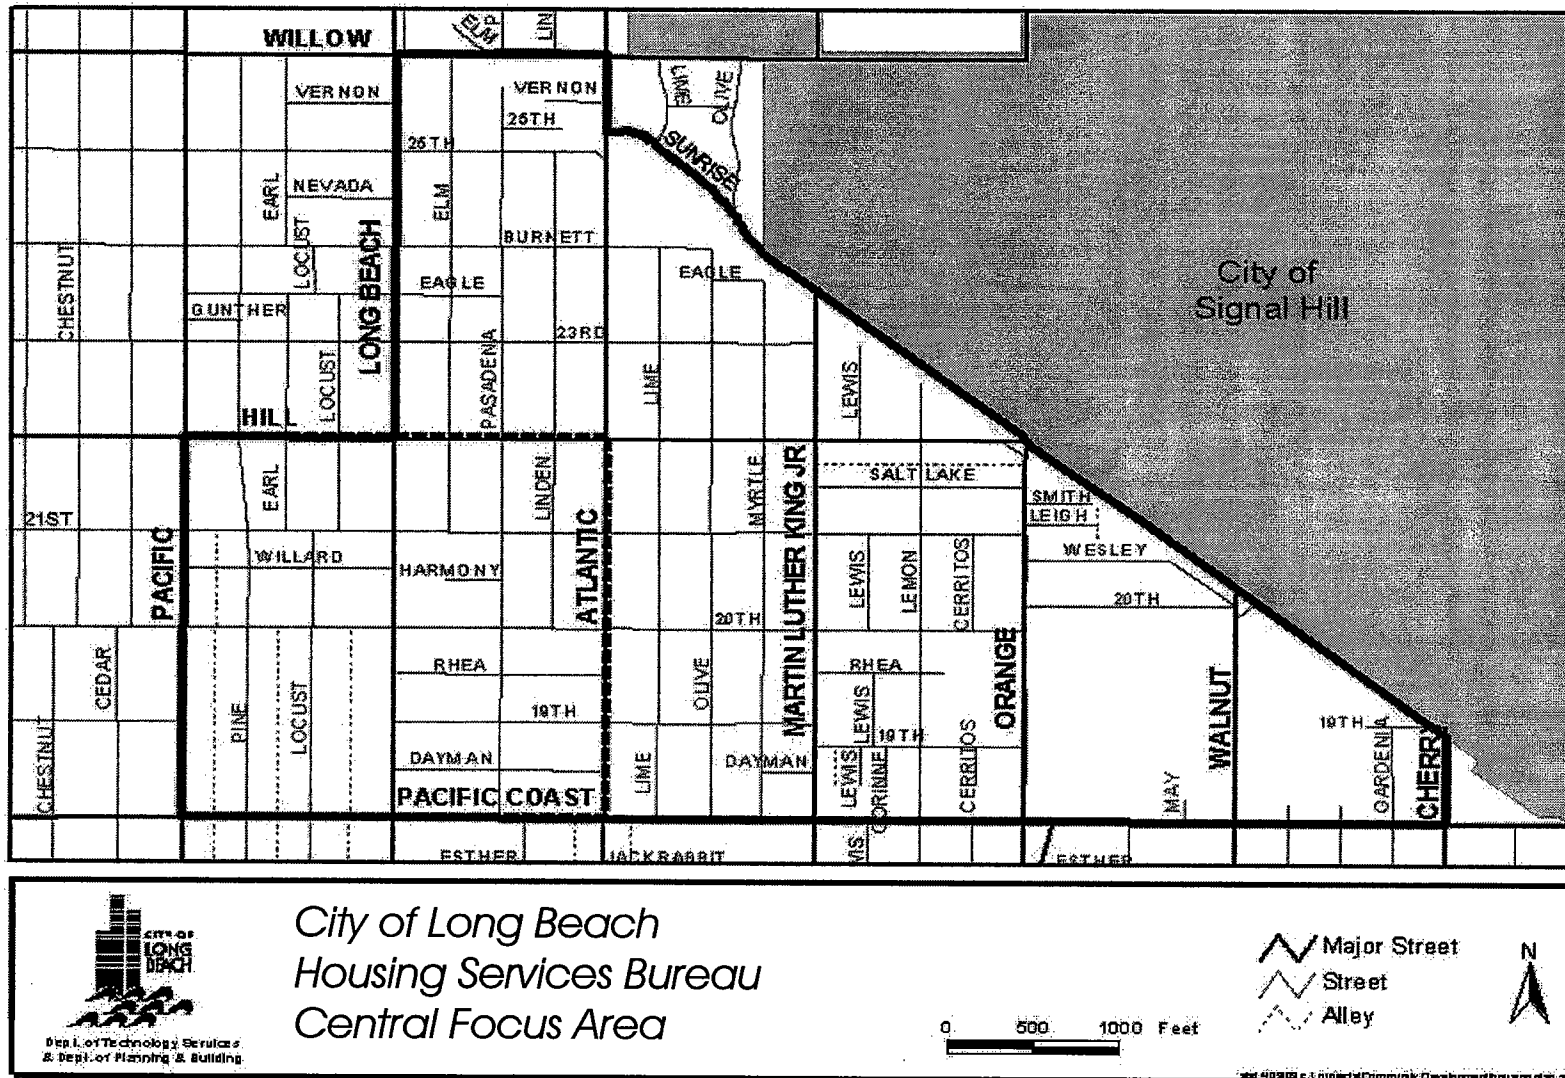 WILLOW
ELM
LIN
VERNON
VERNON
25TH
25TH
LIME
OLIVE
SUNRISE
EARL
NEVADA
ELM
LOCUST
LONG BEACH
BURNETT
CHESTNUT
EAGLE
EAGLE
City of
Signal Hill
GUNTHER
23RD
LOCUST
PASADENA
LIME
LEWIS
HILL
EARL
LINDEN
MYRTLE
SALT LAKE
SMITH
LEIGH
21ST
PACIFIC
WILLARD
HARMONY
ATLANTIC
MARTIN LUTHER KING JR
LEWIS
LEMON
CERRITOS
WESLEY
20TH
20TH
CEDAR
RHEA
OLIVE
RHEA
ORANGE
WALNUT
CHESTNUT
PINE
LOCUST
19TH
LEWIS
19TH
19TH
DAYMAN
LIME
DAYMAN
LEWIS
CORINNE
CERRITOS
MAY
GARDENIA
CHERRY
PACIFIC COAST
ESTHER
JACKRABBIT
WIS
ESTHER
CITY OF
LONG
BEACH
Dept. of Technology Services
& Dept. of Planning & Building
City of Long Beach
Housing Services Bureau
Central Focus Area
0 500 1000 Feet
Major Street
Street
Alley
N